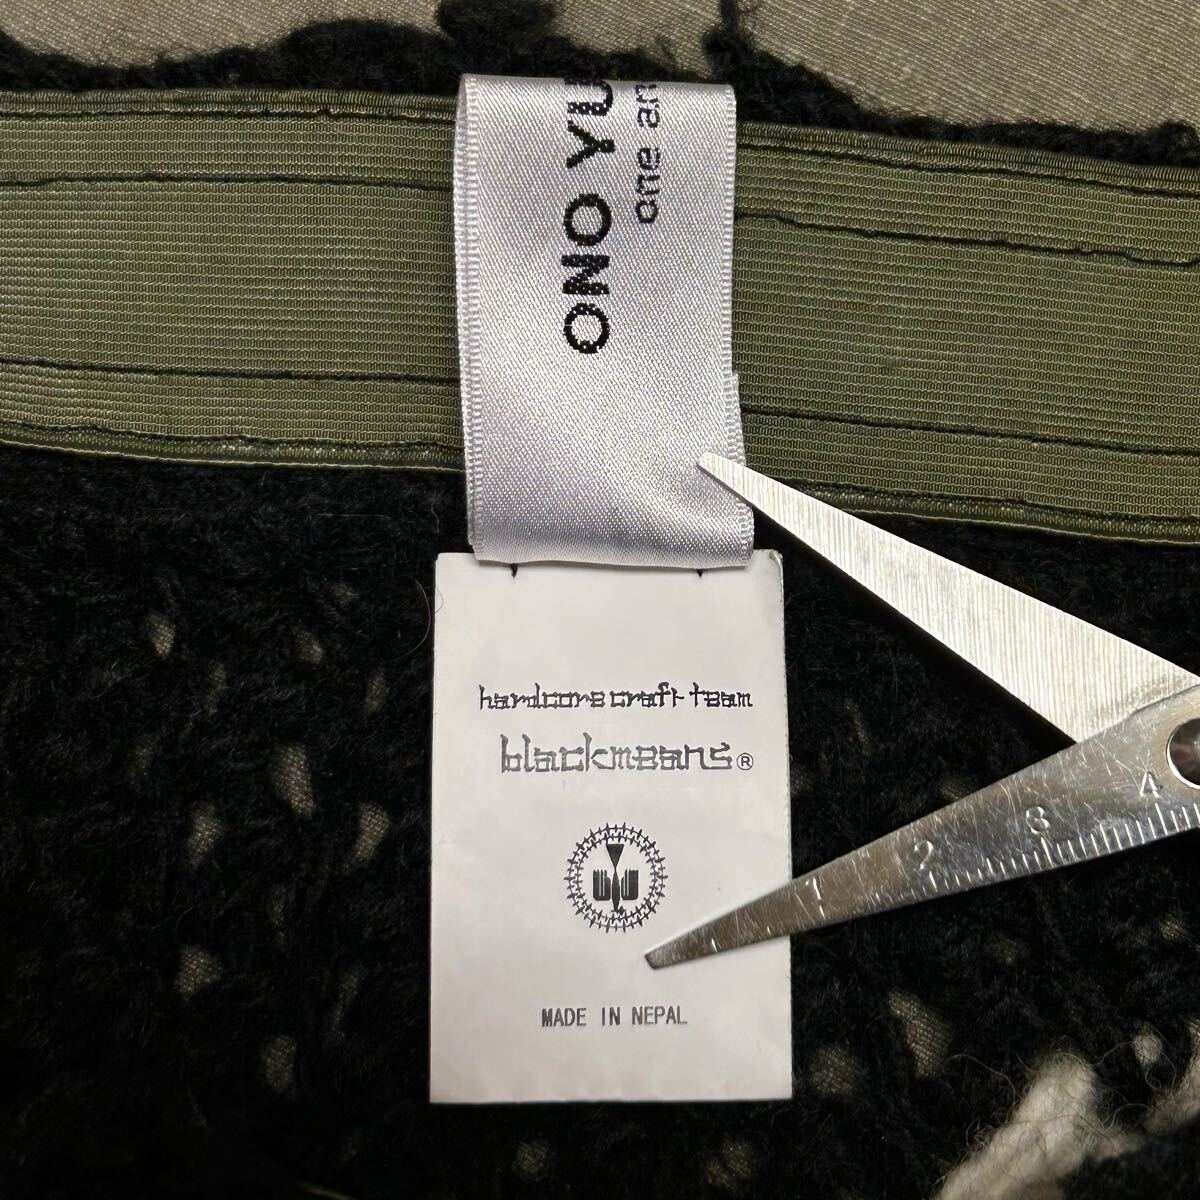 ONO YU
one an
hardcore craft team
blackmeans®
MADE IN NEPAL
1 2 3 4